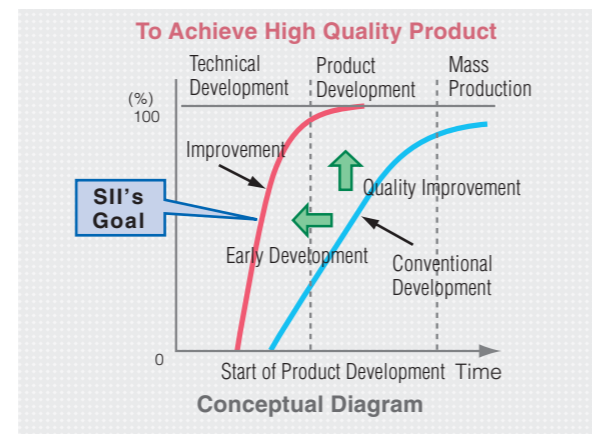 To Achieve High Quality Product
Technical
Development
Product
Development
Mass
Production
(%)
100
Improvement
SII's
Goal
Quality Improvement
Early Development
Conventional
Development
0
Start of Product Development
Time
Conceptual Diagram